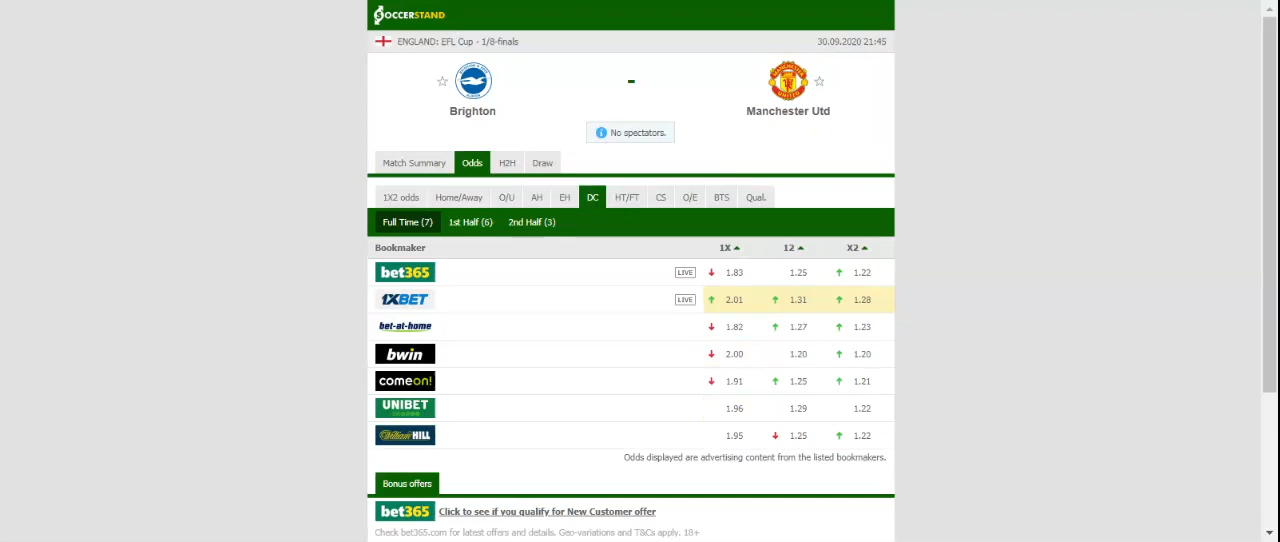 SOCCERSTAND
ENGLAND: EFL Cup - 1/8-finals 30.09.2020 21:45
-
Brighton Manchester Utd
No spectators.
Match Summary Odds H2H Draw
1X2 odds Home/Away O/U AH EH DC HT/FT CS O/E BTS Qual.
Full Time (7) 1st Half (6) 2nd Half (3)
Bookmaker 1X 12 X2
bet365 LIVE 1.83 1.25 1.22
1XBET LIVE 2.01 1.31 1.28
bet-at-home 1.82 1.27 1.23
bwin 2.00 1.20 1.20
comeon! 1.91 1.25 1.21
UNIBET 1.96 1.29 1.22
William HILL 1.95 1.25 1.22
Odds displayed are advertising content from the listed bookmakers.
Bonus offers
bet365 Click to see if you qualify for New Customer offer
Check bet365.com for latest offers and details. Geo-variations and T&Cs apply. 18+